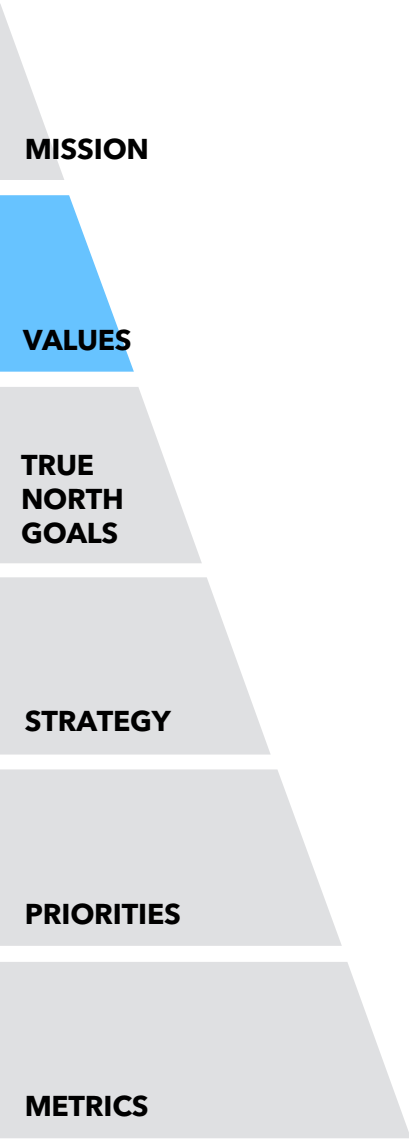 MISSION
VALUES
TRUE
NORTH
GOALS
STRATEGY
PRIORITIES
METRICS